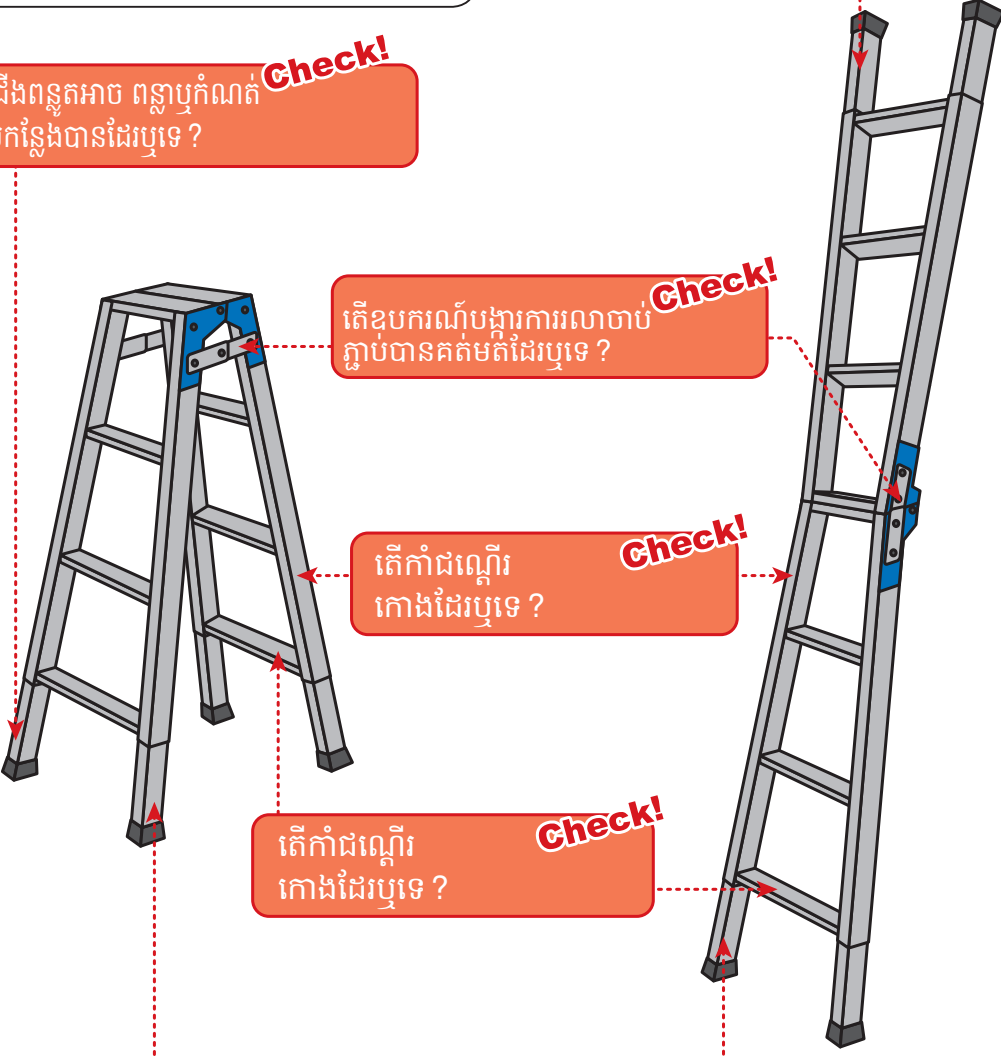 Check!
ជើងពន្លូតអាច ពន្លាឬកំណត់
កន្លែងបានដែរឬទេ ?
Check!
តើឧបករណ៍បង្ការការរលាចាប់
ភ្ជាប់បានគត់មត់ដែរឬទេ ?
Check!
តើកាំជណ្តើរ
កោងដែរឬទេ ?
Check!
តើកាំជណ្តើរ
កោងដែរឬទេ ?